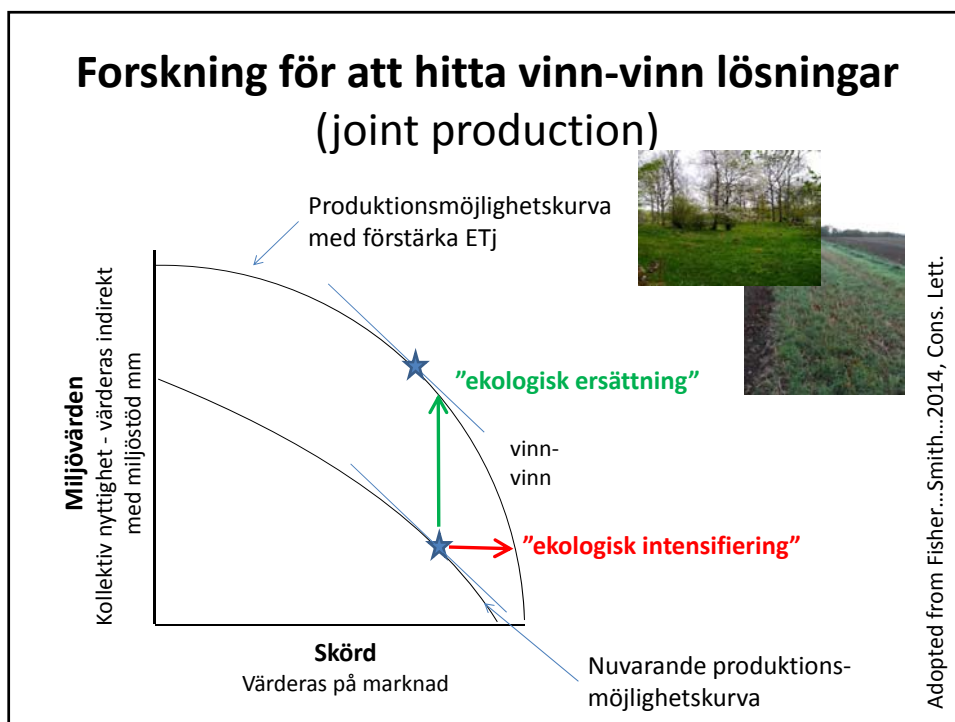 Forskning för att hitta vinn-vinn lösningar
(joint production)
Produktionsmöjlighetskurva
med förstärka ETj
Miljövärden
Kollektiv nyttighet - värderas indirekt
med miljöstöd mm
”ekologisk ersättning”
vinn-
vinn
”ekologisk intensifiering”
Skörd
Värderas på marknad
Nuvarande produktions-
möjlighetskurva
Adopted from Fisher...Smith...2014, Cons. Lett.